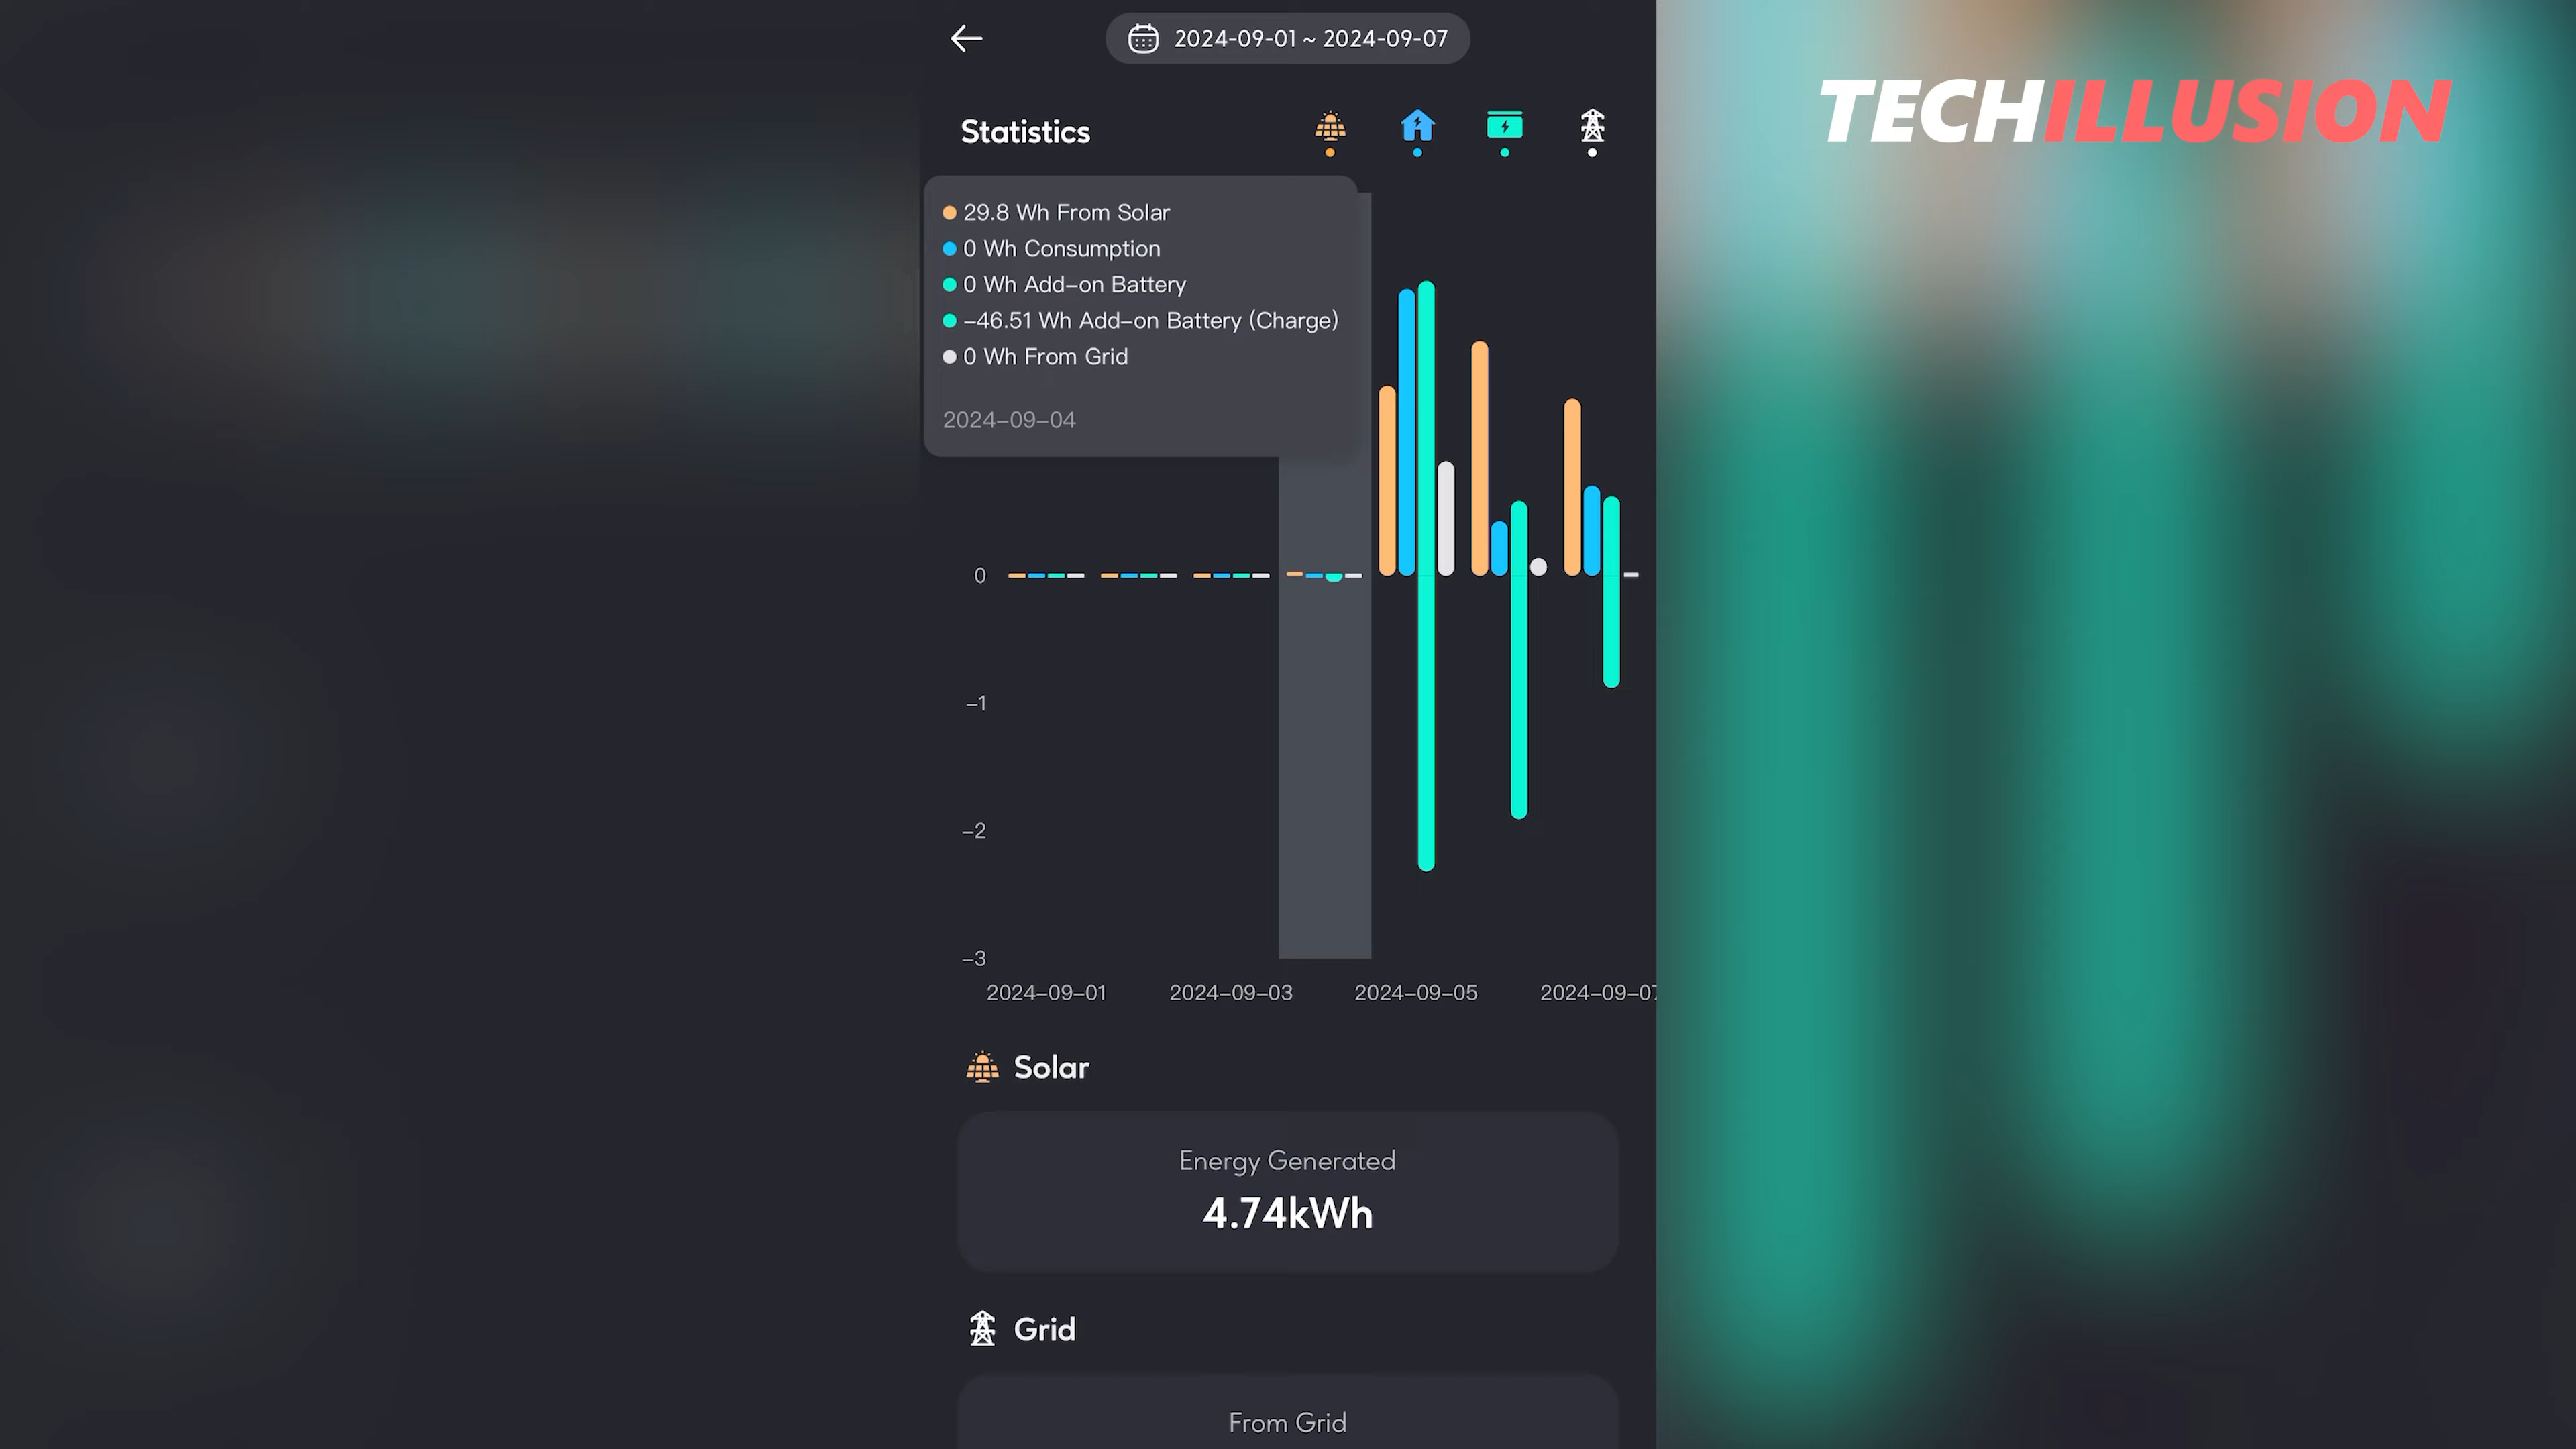 2024-09-01 ~ 2024-09-07
TECHILLUSION
Statistics
29.8 Wh From Solar
0 Wh Consumption
0 Wh Add-on Battery
-46.51 Wh Add-on Battery (Charge)
0 Wh From Grid
2024-09-04
0
-1
-2
-3
2024-09-01
2024-09-03
2024-09-05
2024-09-07
Solar
Energy Generated
4.74kWh
Grid
From Grid